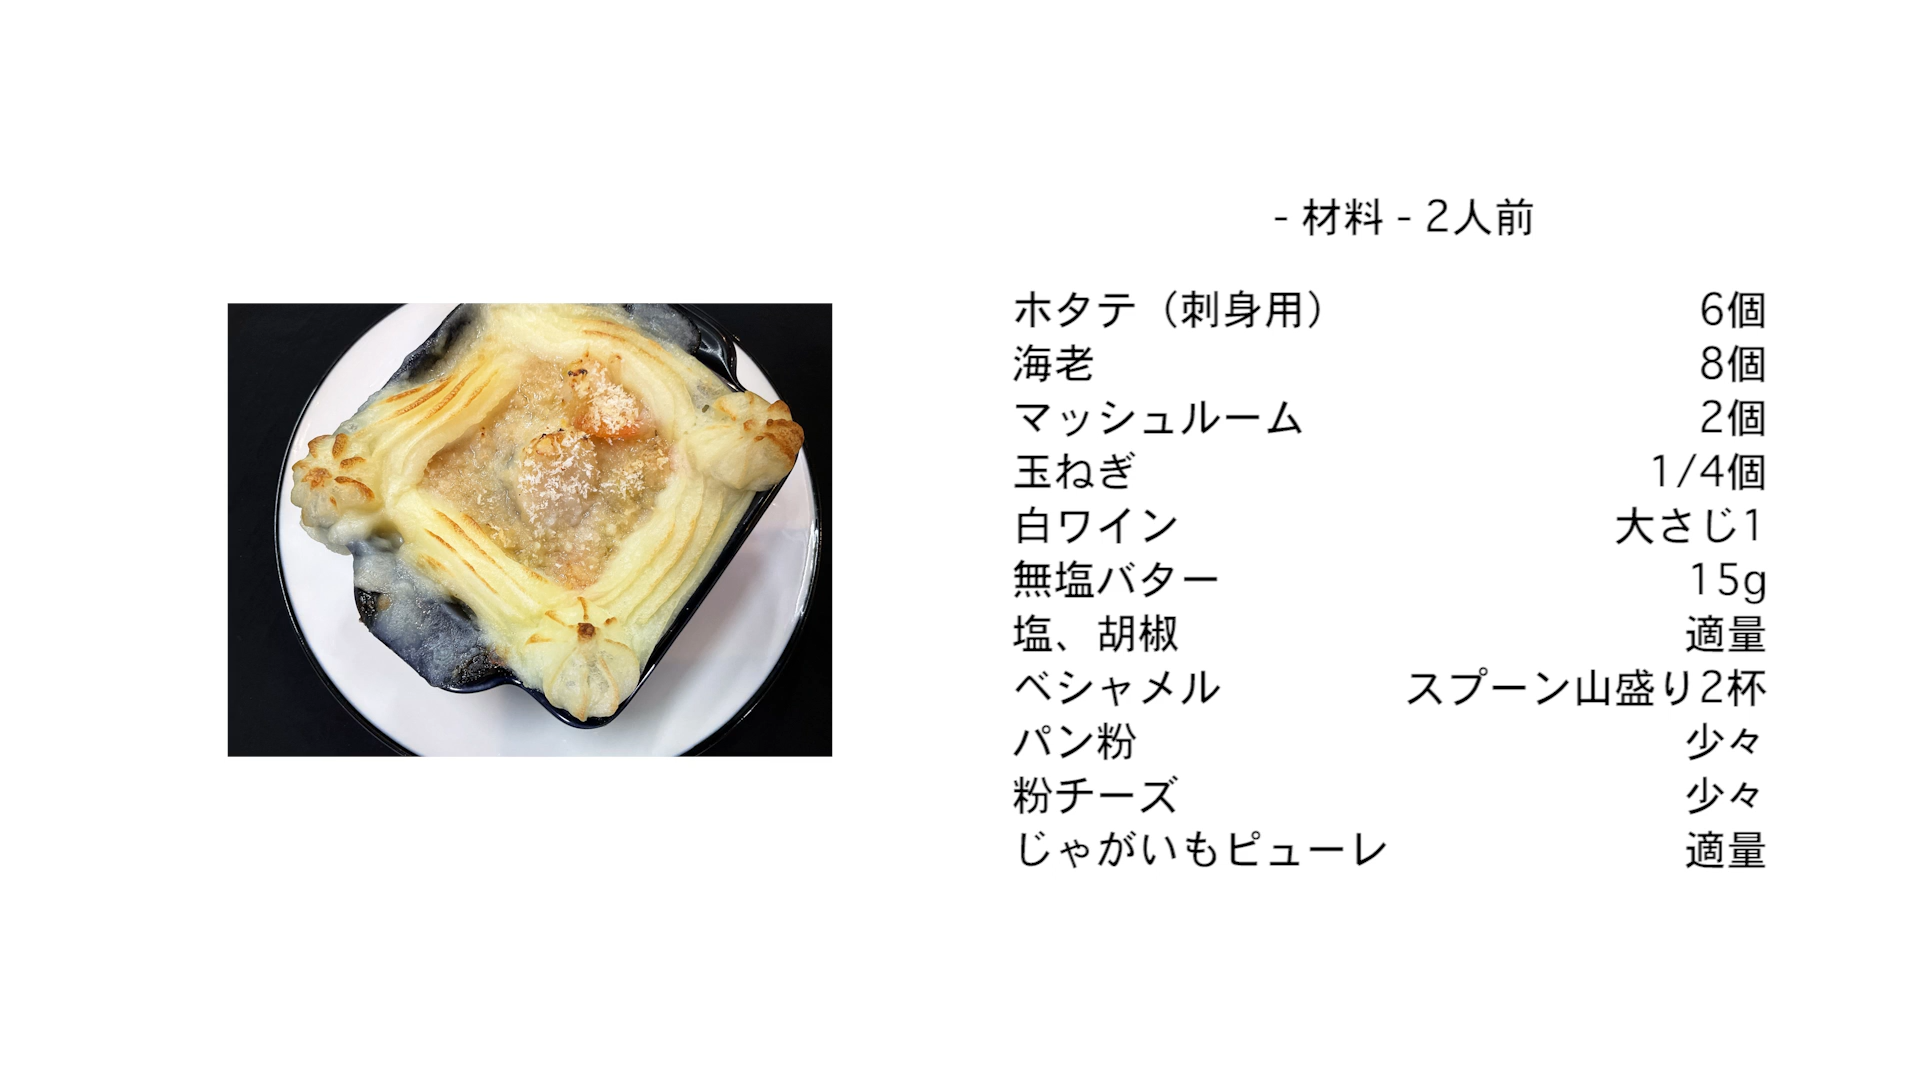 - 材料 - 2人前
ホタテ（刺身用） 6個
海老 8個
マッシュルーム 2個
玉ねぎ 1/4個
白ワイン 大さじ1
無塩バター 15g
塩、胡椒 適量
ベシャメル スプーン山盛り2杯
パン粉 少々
粉チーズ 少々
じゃがいもピューレ 適量